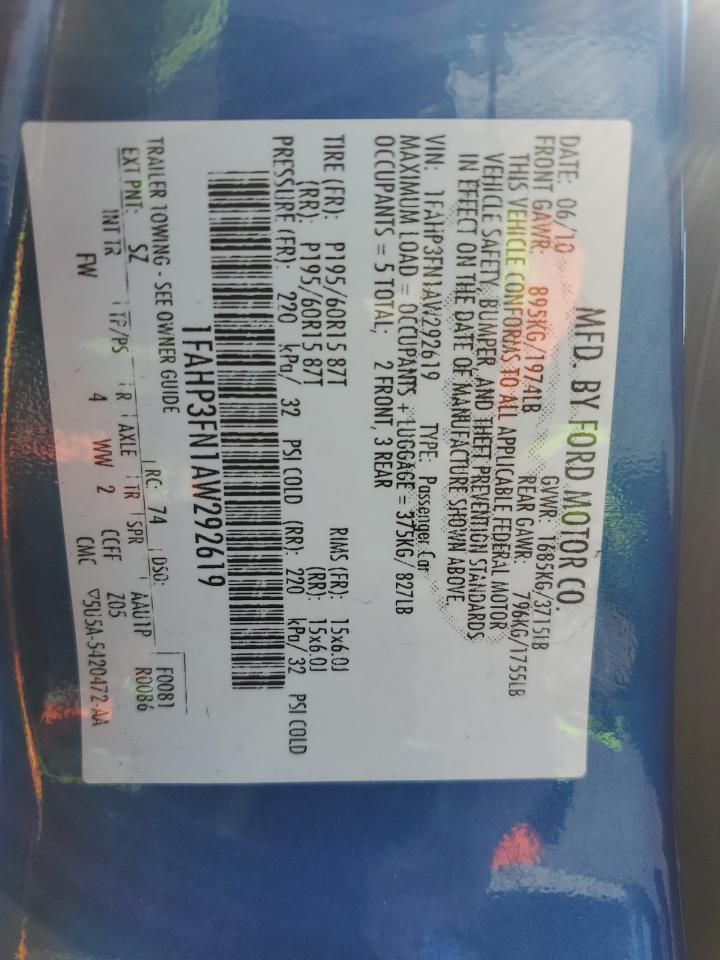 MFD. BY FORD MOTOR CO
DATE: 06/10 GVWR: 1685KG/3715LB
FRONT GAWR: 895KG/1974LB REAR GAWR: 796KG/1755LB
THIS VEHICLE CONFORMS TO ALL APPLICABLE FEDERAL MOTOR
VEHICLE SAFETY, BUMPER, AND THEFT PREVENTION STANDARDS
IN EFFECT ON THE DATE OF MANUFACTURE SHOWN ABOVE.
VIN: 1FAHP3FN1AW292619 TYPE: Passenger Car
MAXIMUM LOAD = OCCUPANTS + LUGGAGE = 375KG/ 827LB
OCCUPANTS = 5 TOTAL; 2 FRONT, 3 REAR
TIRE (FR): P195/60R15 87T RIMS (FR): 15x6.0J
(RR): P195/60R15 87T (RR): 15x6.0J
PRESSURE (FR): 220 kPa/ 32 PSI COLD (RR): 220 kPa/ 32 PSI COLD
1FAHP3FN1AW292619
F0081
TRAILER TOWING - SEE OWNER GUIDE RC: 74 DSO: R0086
EXT PNT: SZ AAU1P
INT TR TP/PS R AXLE TR SPR
FW 4 WW 2 CCFF Z05
CMC ▽5U5A-5420472-AA